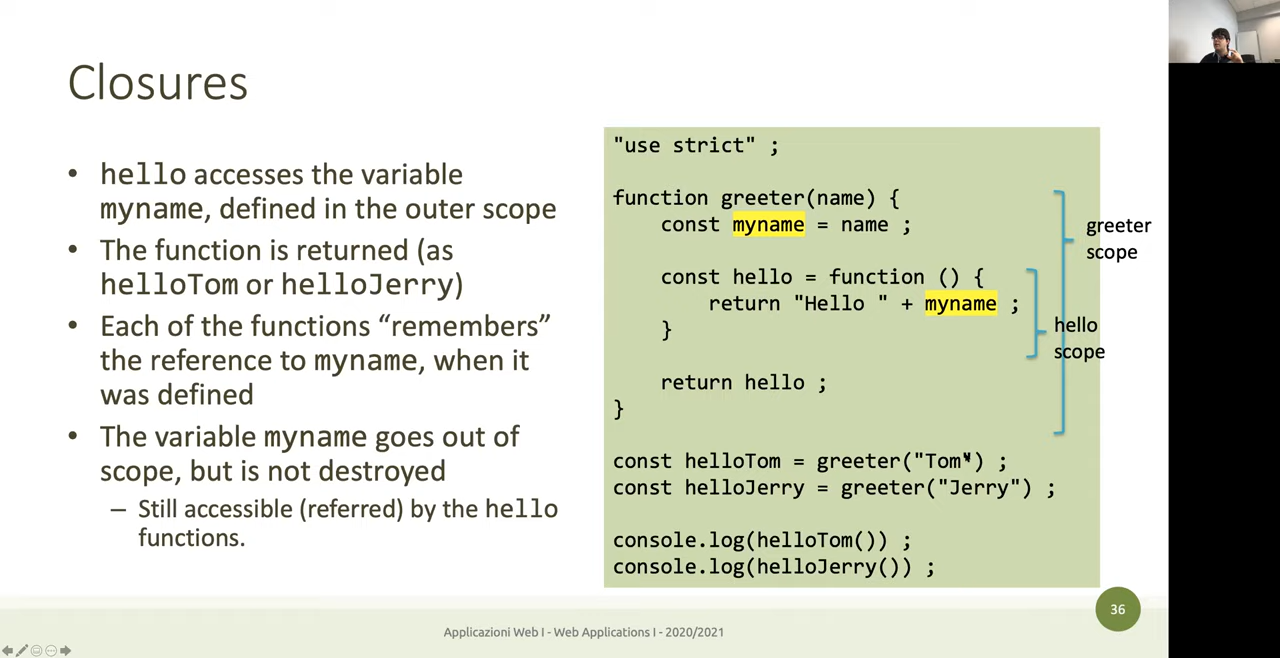 Closures
• hello accesses the variable
myname, defined in the outer scope
• The function is returned (as
helloTom or helloJerry)
• Each of the functions “remembers”
the reference to myname, when it
was defined
• The variable myname goes out of
scope, but is not destroyed
– Still accessible (referred) by the hello
functions.
"use strict" ;
function greeter(name) {
const myname = name ;
const hello = function () {
return "Hello " + myname ;
}
return hello ;
}
const helloTom = greeter("Tom") ;
const helloJerry = greeter("Jerry") ;
console.log(helloTom()) ;
console.log(helloJerry()) ;
greeter
scope
hello
scope
Applicazioni Web I - Web Applications I - 2020/2021
36